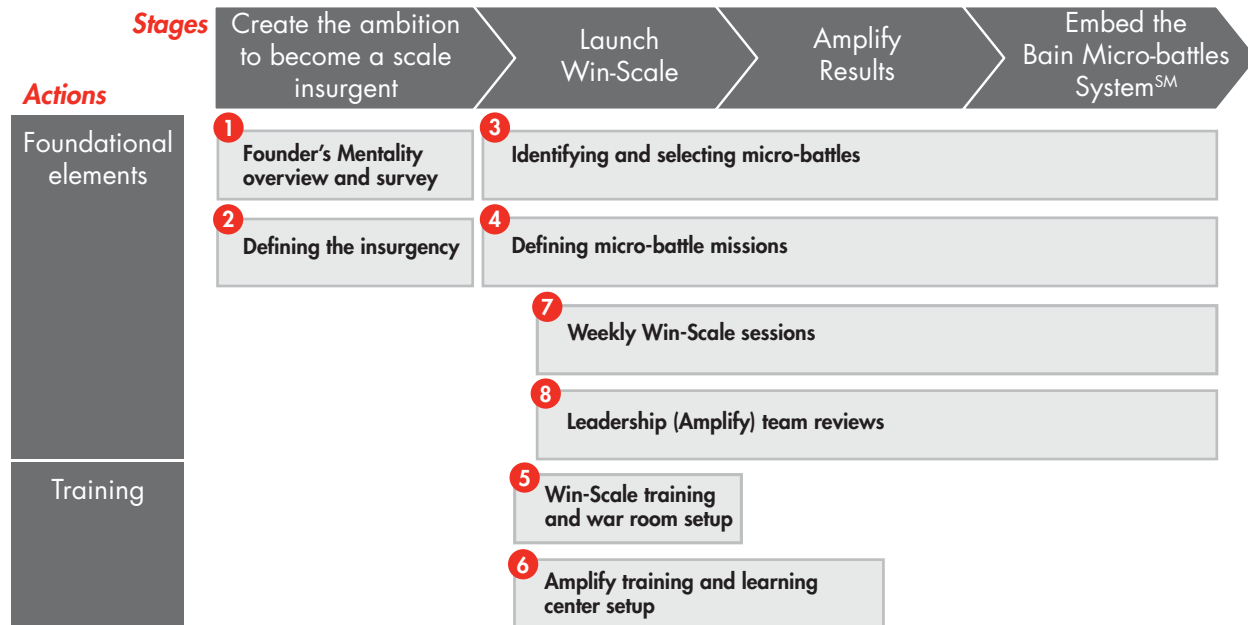 Stages
Create the ambition
to become a scale
insurgent
Launch
Win-Scale
Amplify
Results
Embed the
Bain Micro-battles
System℠
Actions
Foundational
elements
1
Founder’s Mentality
overview and survey
3
Identifying and selecting micro-battles
2
Defining the insurgency
4
Defining micro-battle missions
7
Weekly Win-Scale sessions
8
Leadership (Amplify) team reviews
Training
5
Win-Scale training
and war room setup
6
Amplify training and learning
center setup